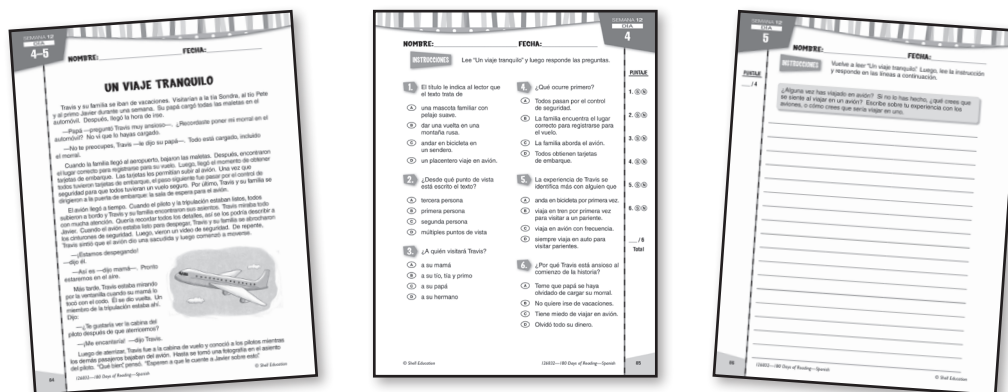 SEMANA 12
DÍA
4–5
NOMBRE:
FECHA:
UN VIAJE TRANQUILO
Travis y su familia se iban de vacaciones. Visitarían a la tía Sondra, al tío Pete
y al primo Javier durante una semana. Su papá cargó todas las maletas en el
automóvil. Después, llegó la hora de irse.
—Papá —preguntó Travis muy ansioso—. ¿Recordaste poner mi morral en el
automóvil? No vi que lo hayas cargado.
—No te preocupes, Travis —le dijo su papá—. Todo está cargado, incluido
el morral.
Cuando la familia llegó al aeropuerto, bajaron las maletas. Después, encontraron
el lugar correcto para registrarse para su vuelo. Luego, llegó el momento de obtener
tarjetas de embarque. Las tarjetas les permitían subir al avión. Una vez que
todos tuvieron tarjetas de embarque, el paso siguiente fue pasar por el control de
seguridad para que todos tuvieran un vuelo seguro. Por último, Travis y su familia se
dirigieron a la puerta de embarque: la sala de espera para el avión.
El avión llegó a tiempo. Cuando el piloto y la tripulación estaban listos, todos
subieron a bordo y Travis y su familia encontraron sus asientos. Travis miraba todo
con mucha atención. Quería recordar todos los detalles, así se los podría describir a
Javier. Cuando el avión estaba listo para despegar, Travis y su familia se abrocharon
los cinturones de seguridad. Luego, vieron un video de seguridad. De repente,
Travis sintió que el avión dio una sacudida y luego comenzó a moverse.
—¡Estamos despegando!
—dijo él.
—Así es —dijo mamá—. Pronto
estaremos en el aire.
Más tarde, Travis estaba mirando
por la ventanilla cuando su mamá lo
tocó con el codo. Él se dio vuelta. Un
miembro de la tripulación estaba ahí.
Dijo:
—¿Te gustaría ver la cabina del
piloto después de que aterricemos?
—¡Me encantaría! —dijo Travis.
Luego de aterrizar, Travis fue a la cabina de vuelo y conoció a los pilotos mientras
los demás pasajeros bajaban del avión. Hasta se tomó una fotografía en el asiento
del piloto. "Qué bien", pensó. "Esperen a que le cuente a Javier sobre esto".
84
126832—180 Days of Reading—Spanish
© Shell Education
SEMANA 12
DÍA
4
NOMBRE:
FECHA:
INSTRUCCIONES
Lee "Un viaje tranquilo" y luego responde las preguntas.
PUNTAJE
1. El título le indica al lector que
el texto trata de
A una mascota familiar con
pelaje suave.
B dar una vuelta en una
montaña rusa.
C andar en bicicleta en
un sendero.
D un placentero viaje en avión.
2. ¿Desde qué punto de vista
está escrito el texto?
A tercera persona
B primera persona
C segunda persona
D múltiples puntos de vista
3. ¿A quién visitará Travis?
A a su mamá
B a su tío, tía y primo
C a su papá
D a su hermano
4. ¿Qué ocurre primero?
A Todos pasan por el control
de seguridad.
B La familia encuentra el lugar
correcto para registrarse para
el vuelo.
C La familia aborda el avión.
D Todos obtienen tarjetas
de embarque.
5. La experiencia de Travis se
identifica más con alguien que
A anda en bicicleta por primera vez.
B viaja en tren por primera vez
para visitar a un pariente.
C viaja en avión con frecuencia.
D siempre viaja en auto para
visitar parientes.
6. ¿Por qué Travis está ansioso al
comienzo de la historia?
A Teme que papá se haya
olvidado de cargar su morral.
B No quiere irse de vacaciones.
C Tiene miedo de viajar en avión.
D Olvidó todo su dinero.
1. S N
2. S N
3. S N
4. S N
5. S N
6. S N
___ / 6
Total
© Shell Education
126832—180 Days of Reading—Spanish
85
SEMANA 12
DÍA
5
NOMBRE:
FECHA:
PUNTAJE
___ / 4
INSTRUCCIONES
Vuelve a leer "Un viaje tranquilo". Luego, lee la instrucción
y responde en las líneas a continuación.
¿Alguna vez has viajado en avión? Si no lo has hecho, ¿qué crees que
se siente al viajar en un avión? Escribe sobre tu experiencia con los
aviones, o cómo crees que sería viajar en uno.
86
126832—180 Days of Reading—Spanish
© Shell Education